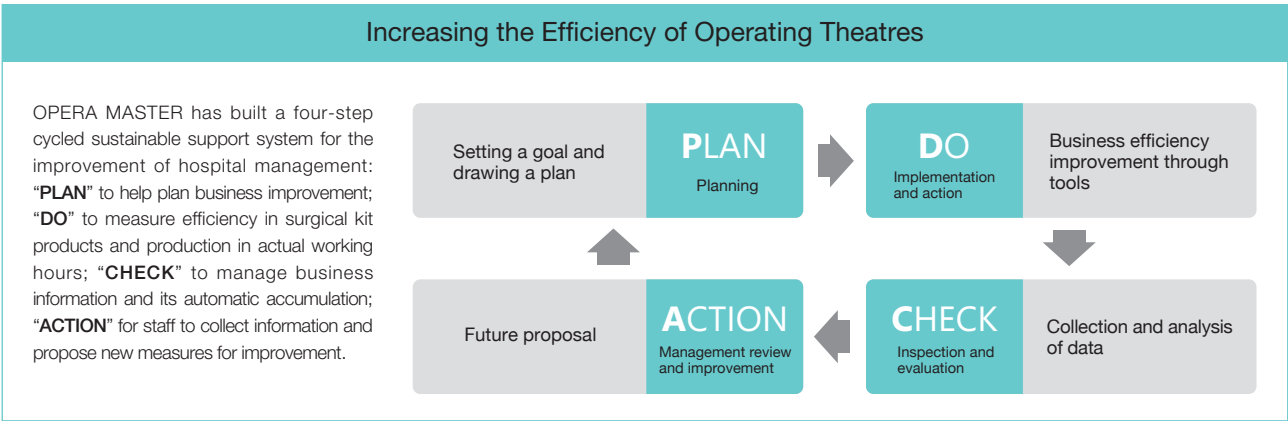 Increasing the Efficiency of Operating Theatres
OPERA MASTER has built a four-step
cycled sustainable support system for the
improvement of hospital management:
“PLAN” to help plan business improvement;
“DO” to measure efficiency in surgical kit
products and production in actual working
hours; “CHECK” to manage business
information and its automatic accumulation;
“ACTION” for staff to collect information and
propose new measures for improvement.
Setting a goal and
drawing a plan
PLAN
Planning
DO
Implementation
and action
Business efficiency
improvement through
tools
Future proposal
ACTION
Management review
and improvement
CHECK
Inspection and
evaluation
Collection and analysis
of data